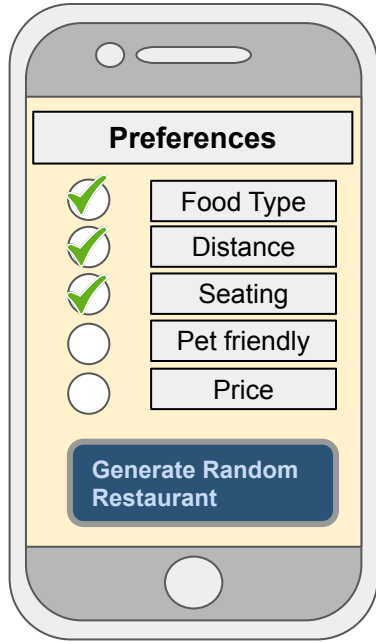 Preferences
Food Type
Distance
Seating
Pet friendly
Price
Generate Random
Restaurant